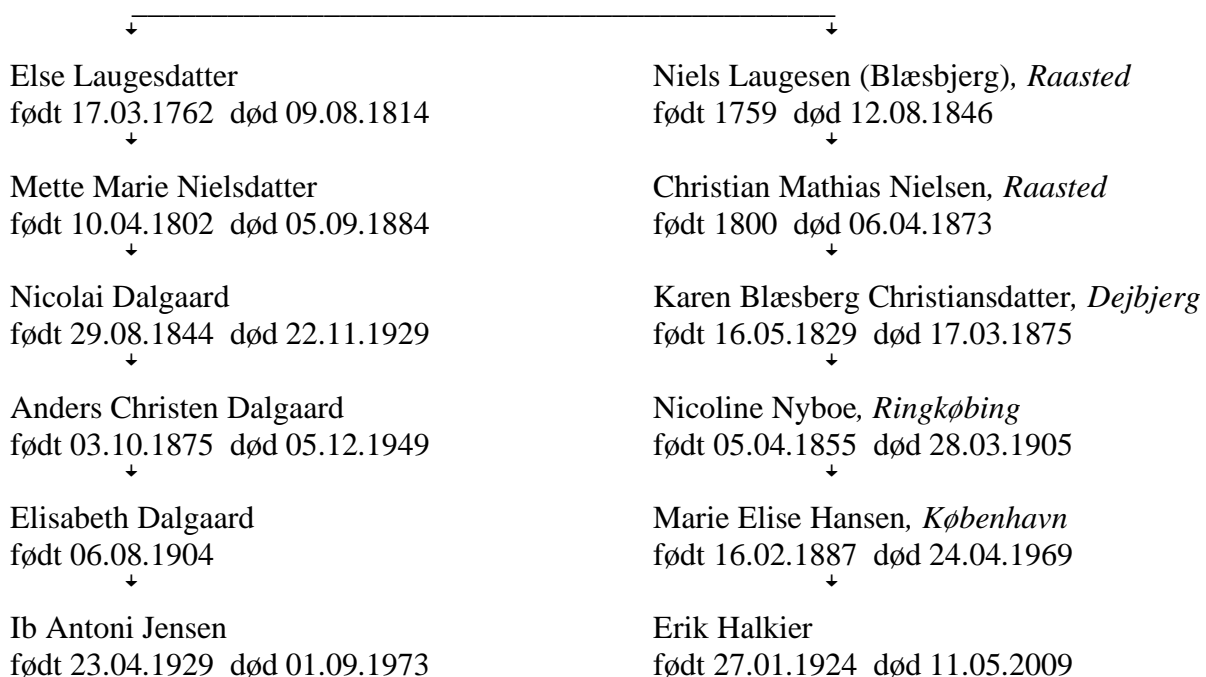 Else Laugesdatter
født 17.03.1762 død 09.08.1814
Mette Marie Nielsdatter
født 10.04.1802 død 05.09.1884
Nicolai Dalgaard
født 29.08.1844 død 22.11.1929
Anders Christen Dalgaard
født 03.10.1875 død 05.12.1949
Elisabeth Dalgaard
født 06.08.1904
Ib Antoni Jensen
født 23.04.1929 død 01.09.1973
Niels Laugesen (Blæsbjerg), Raasted
født 1759 død 12.08.1846
Christian Mathias Nielsen, Raasted
født 1800 død 06.04.1873
Karen Blæsberg Christiansdatter, Dejbjerg
født 16.05.1829 død 17.03.1875
Nicoline Nyboe, Ringkøbing
født 05.04.1855 død 28.03.1905
Marie Elise Hansen, København
født 16.02.1887 død 24.04.1969
Erik Halkier
født 27.01.1924 død 11.05.2009